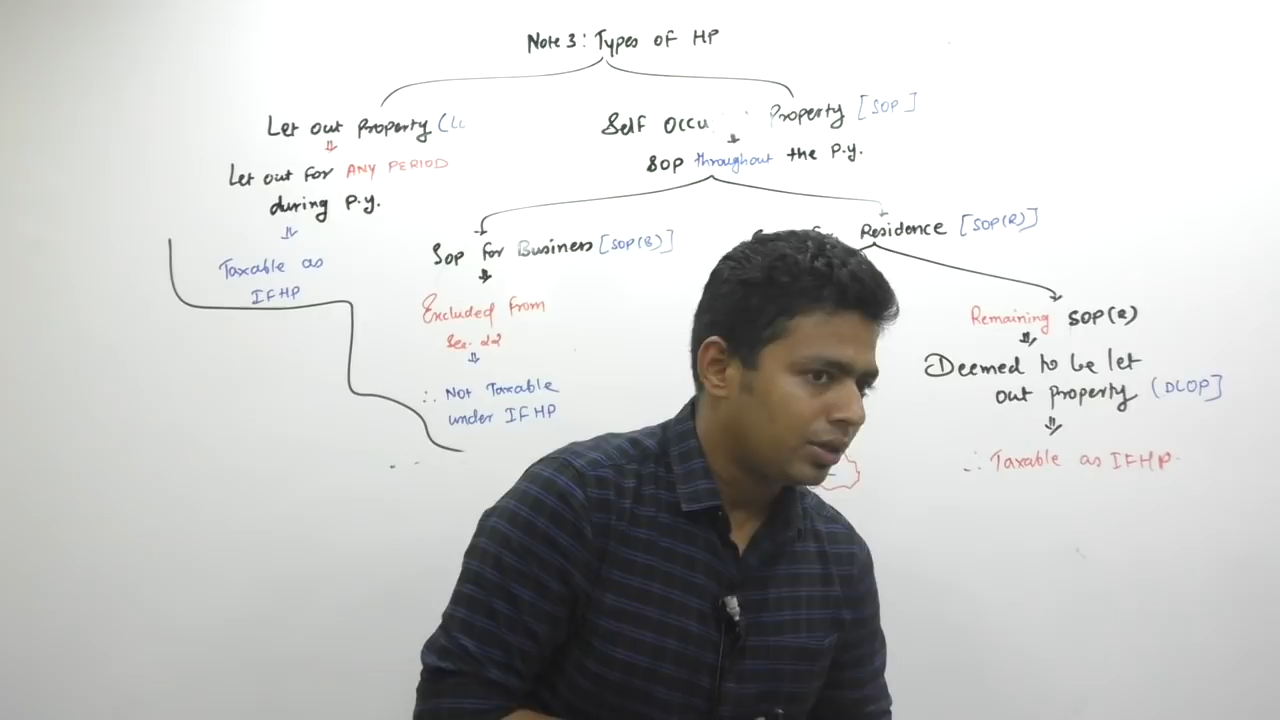 Note 3: Types of HP
Let out property
Self Occu Property [SOP]
Let out for ANY PERIOD
during P.y.
SOP throughout the P.y.
Taxable as
IFHP
Sop for Business [SOP(B)]
Residence [SOP(R)]
Excluded from
Sec. 22
∴ Not Taxable
under IFHP
Remaining SOP(R)
Deemed to be let
out property (DLOP]
∴ Taxable as IFHP.